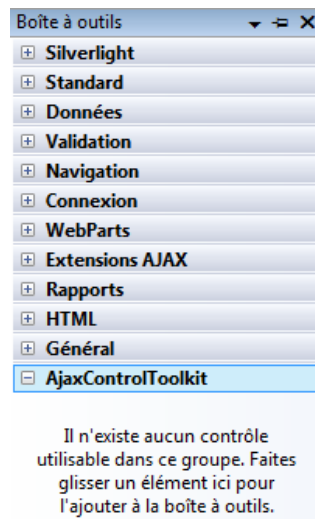 Boîte à outils
Silverlight
Standard
Données
Validation
Navigation
Connexion
WebParts
Extensions AJAX
Rapports
HTML
Général
AjaxControlToolkit
Il n'existe aucun contrôle
utilisable dans ce groupe. Faites
glisser un élément ici pour
l'ajouter à la boîte à outils.